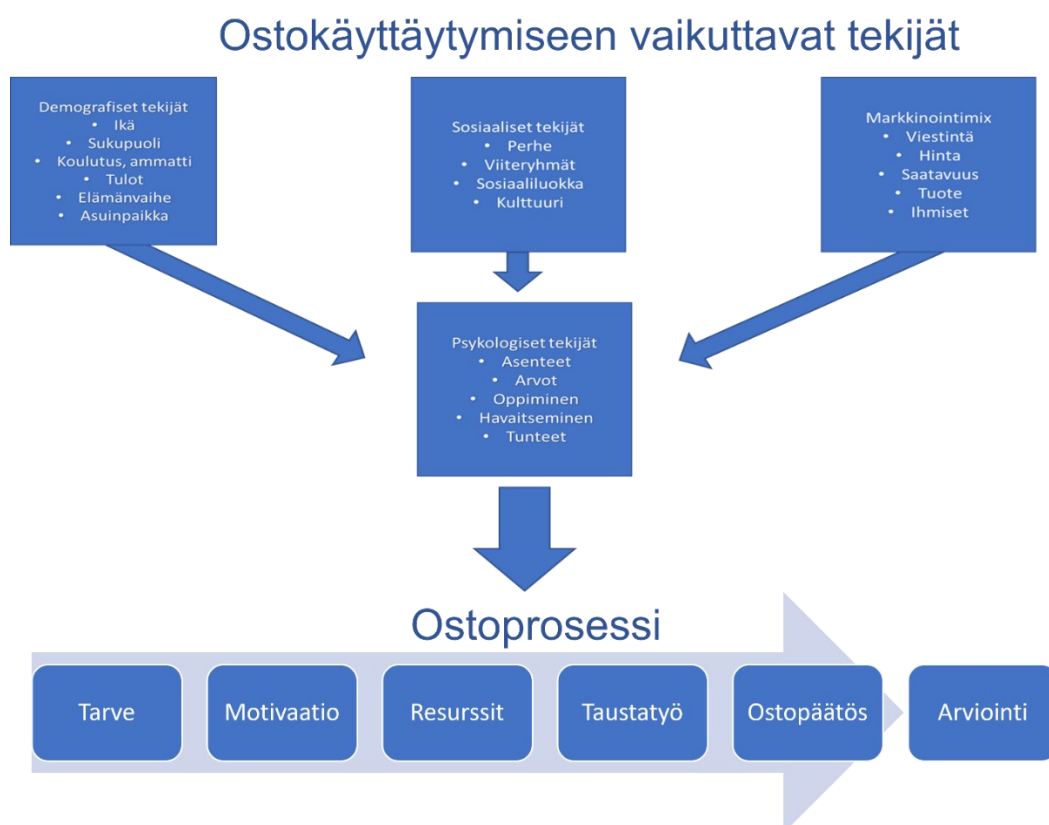 Ostokäyttäytymiseen vaikuttavat tekijät
Demografiset tekijät
• Ikä
• Sukupuoli
• Koulutus, ammatti
• Tulot
• Elämänvaihe
• Asuinpaikka
Sosiaaliset tekijät
• Perhe
• Viiteryhmät
• Sosiaaliluokka
• Kulttuuri
Markkinointimix
• Viestintä
• Hinta
• Saatavuus
• Tuote
• Ihmiset
Psykologiset tekijät
• Asenteet
• Arvot
• Oppiminen
• Havaitseminen
• Tunteet
Ostoprosessi
Tarve
Motivaatio
Resurssit
Taustatyö
Ostopäätös
Arviointi